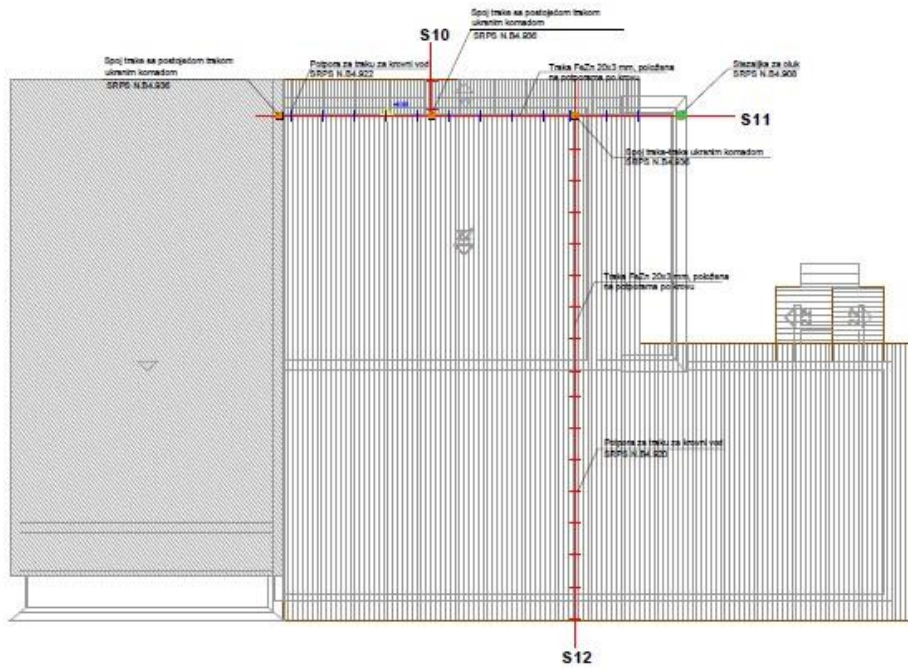 Spoj trake sa postojećom trakom
ukrsnim komadom
SRPS N.B4.936
S10
Spoj trake sa postojećom trakom
ukrsnim komadom
SRPS N.B4.936
Potpora za traku za krovni vod
SRPS N.B4.922
Traka FeZn 20x3 mm, položena
na potporama po krovu
Stezaljka za oluk
SRPS N.B4.908
S11
Spoj traka-traka ukrsnim komadom
SRPS N.B4.936
Traka FeZn 20x3 mm, položena
na potporama po krovu
Potpora za traku za krovni vod
SRPS N.B4.920
S12